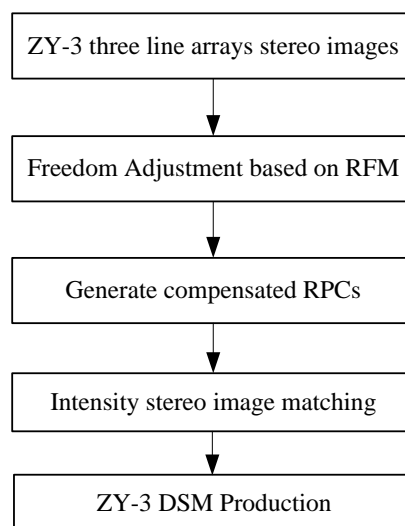 ZY-3 three line arrays stereo images
Freedom Adjustment based on RFM
Generate compensated RPCs
Intensity stereo image matching
ZY-3 DSM Production